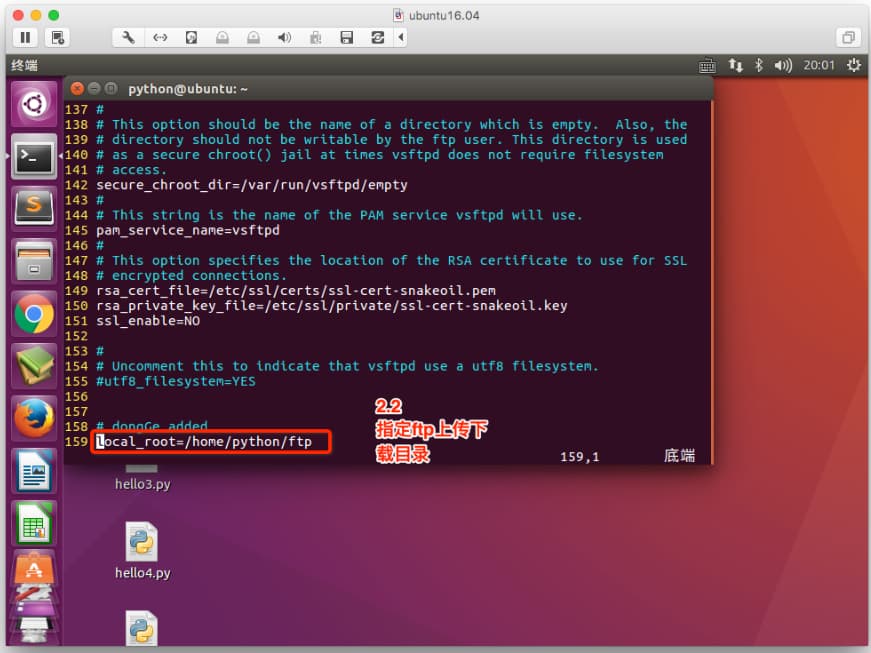 ubuntu16.04
终端
20:01
python@ubuntu: ~
137 #
138 # This option should be the name of a directory which is empty.  Also, the
139 # directory should not be writable by the ftp user. This directory is used
140 # as a secure chroot() jail at times vsftpd does not require filesystem
141 # access.
142 secure_chroot_dir=/var/run/vsftpd/empty
143 #
144 # This string is the name of the PAM service vsftpd will use.
145 pam_service_name=vsftpd
146 #
147 # This option specifies the location of the RSA certificate to use for SSL
148 # encrypted connections.
149 rsa_cert_file=/etc/ssl/certs/ssl-cert-snakeoil.pem
150 rsa_private_key_file=/etc/ssl/private/ssl-cert-snakeoil.key
151 ssl_enable=NO
152
153 #
154 # Uncomment this to indicate that vsftpd use a utf8 filesystem.
155 #utf8_filesystem=YES
156
157
158 # dongGe added
159 local_root=/home/python/ftp
2.2
指定ftp上传下
载目录
159,1 底端
hello3.py
hello4.py